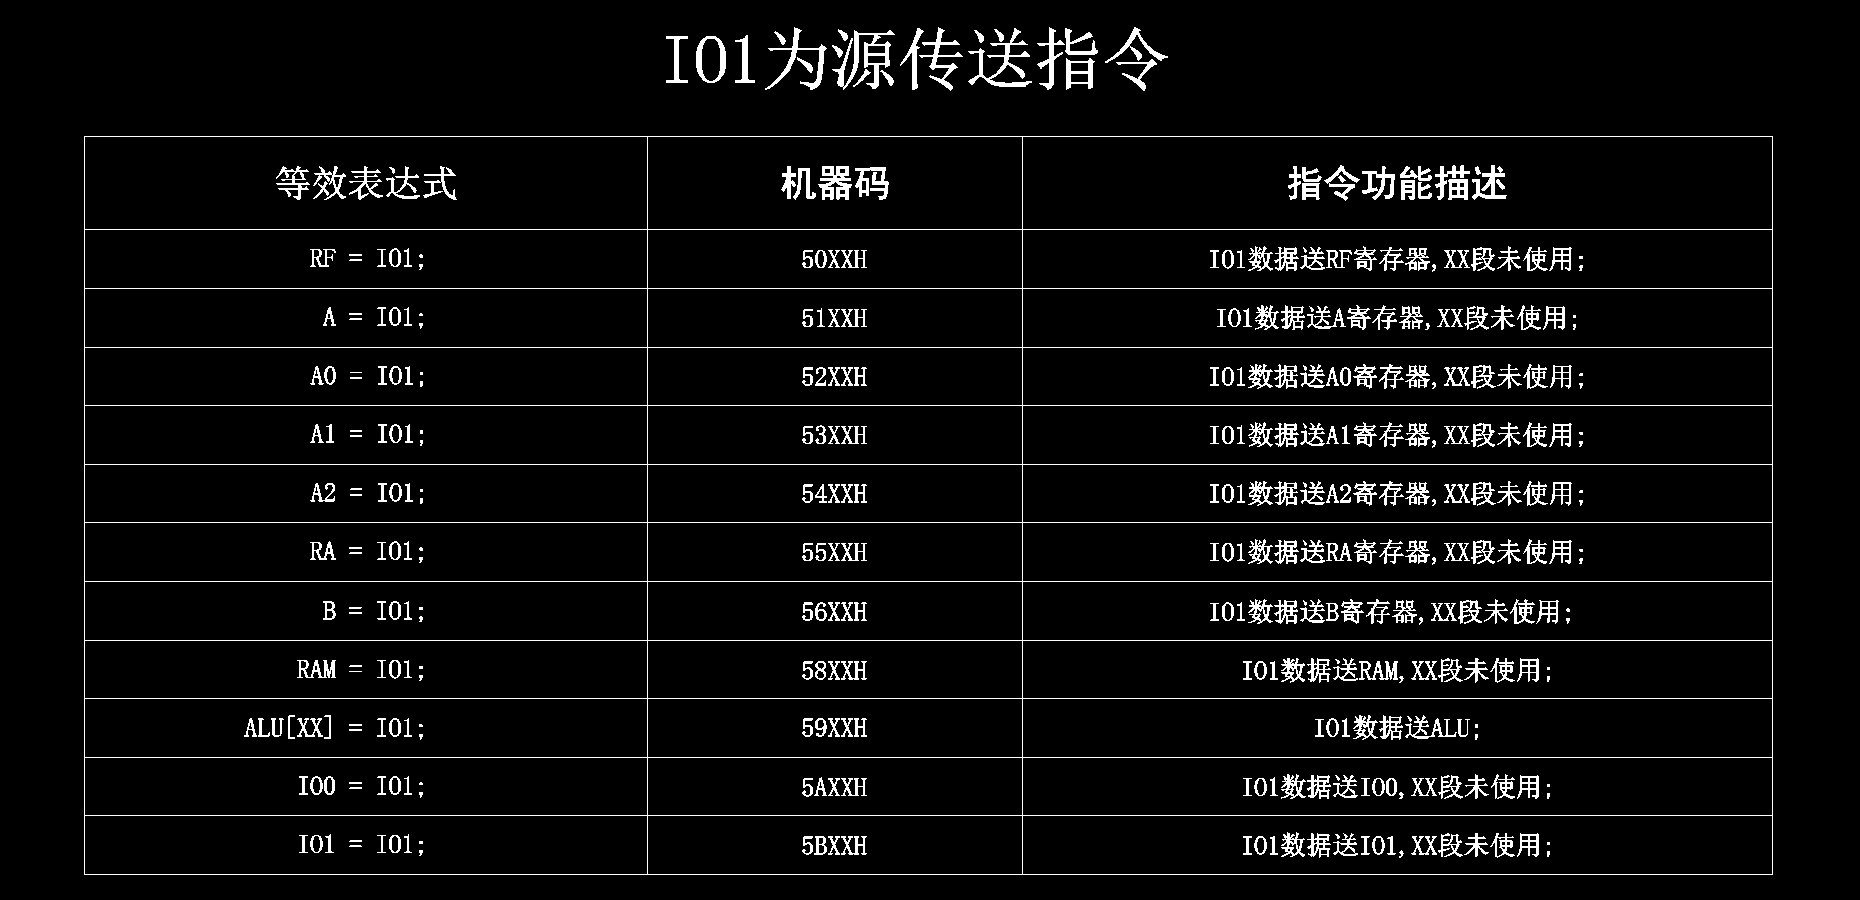 IO1为源传送指令
等效表达式 机器码 指令功能描述
RF = IO1; 50XXH IO1数据送RF寄存器,XX段未使用;
A = IO1; 51XXH IO1数据送A寄存器,XX段未使用;
A0 = IO1; 52XXH IO1数据送A0寄存器,XX段未使用;
A1 = IO1; 53XXH IO1数据送A1寄存器,XX段未使用;
A2 = IO1; 54XXH IO1数据送A2寄存器,XX段未使用;
RA = IO1; 55XXH IO1数据送RA寄存器,XX段未使用;
B = IO1; 56XXH IO1数据送B寄存器,XX段未使用;
RAM = IO1; 58XXH IO1数据送RAM,XX段未使用;
ALU[XX] = IO1; 59XXH IO1数据送ALU;
IO0 = IO1; 5AXXH IO1数据送IO0,XX段未使用;
IO1 = IO1; 5BXXH IO1数据送IO1,XX段未使用;